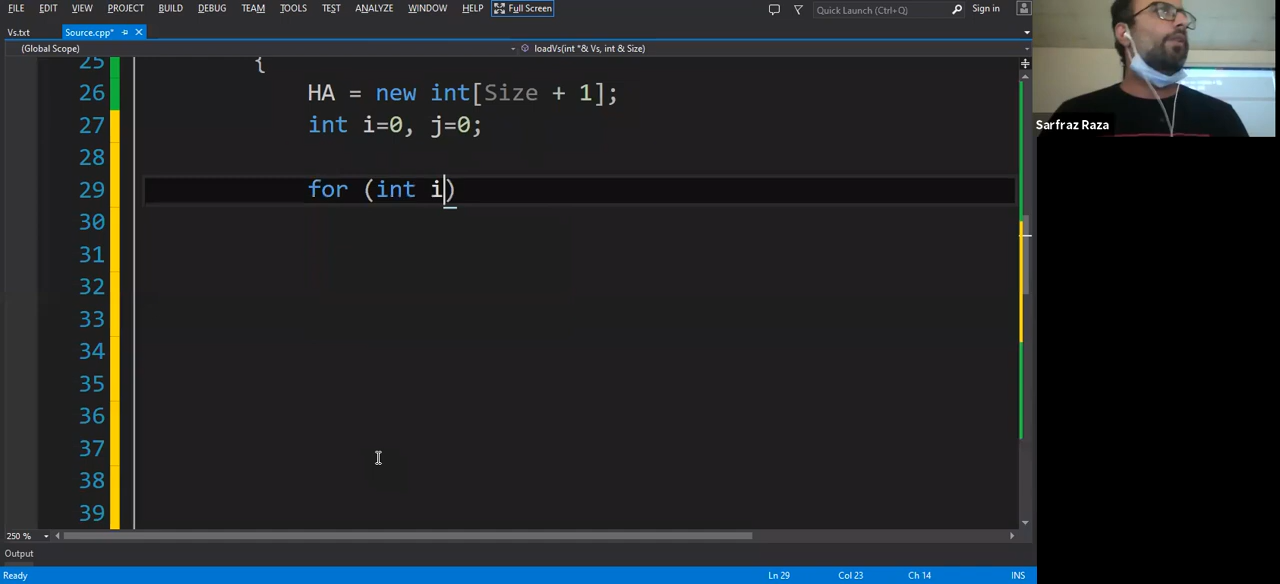 FILE EDIT VIEW PROJECT BUILD DEBUG TEAM TOOLS TEST ANALYZE WINDOW HELP Full Screen Quick Launch (Ctrl+Q) Sign in
Vs.txt Source.cpp*
(Global Scope) loadVs(int *& Vs, int & Size)
25 {
26 HA = new int[Size + 1];
27 int i=0, j=0;
28
29 for (int i)
30
31
32
33
34
35
36
37
38
39
250 %
Output
Ready Ln 29 Col 23 Ch 14 INS
Sarfraz Raza